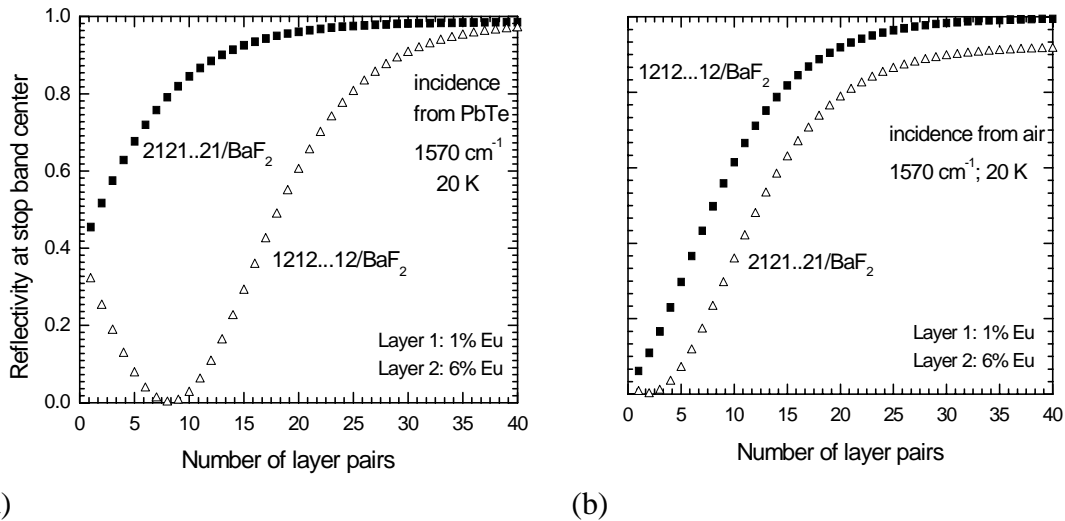 1.0
0.8
0.6
0.4
0.2
0.0
Reflectivity at stop band center
incidence
from PbTe
1570 cm⁻¹
20 K
2121..21/BaF₂
1212...12/BaF₂
Layer 1: 1% Eu
Layer 2: 6% Eu
0 5 10 15 20 25 30 35 40
Number of layer pairs
)
1212...12/BaF₂
incidence from air
1570 cm⁻¹; 20 K
2121..21/BaF₂
Layer 1: 1% Eu
Layer 2: 6% Eu
0 5 10 15 20 25 30 35 40
Number of layer pairs
(b)